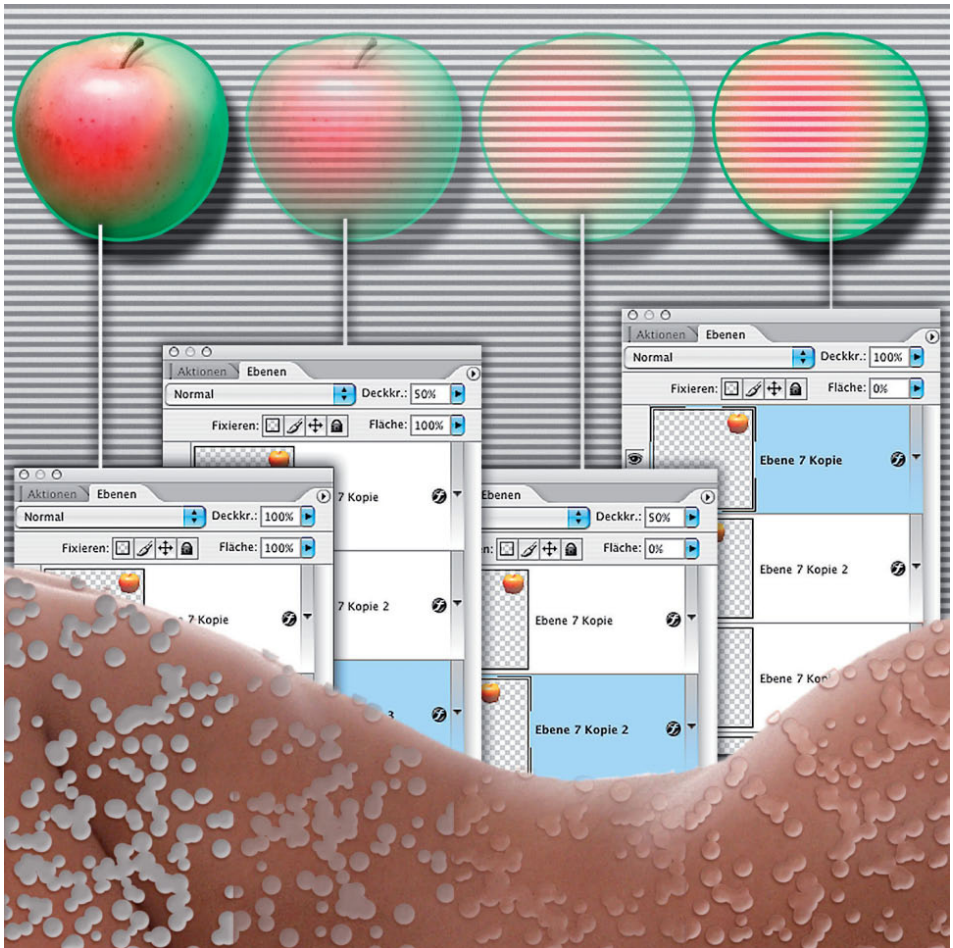 Aktionen Ebenen
Normal Deckkr.: 100%
Fixieren: Fläche: 0%
Ebene 7 Kopie
Ebene 7 Kopie 2
Ebene 7 Kop
Aktionen Ebenen
Normal Deckkr.: 50%
Fixieren: Fläche: 100%
7 Kopie
7 Kopie 2
3
Aktionen Ebenen
Normal Deckkr.: 100%
Fixieren: Fläche: 100%
7 Kopie
Ebenen
Deckkr.: 50%
n: Fläche: 0%
Ebene 7 Kopie
Ebene 7 Kopie 2